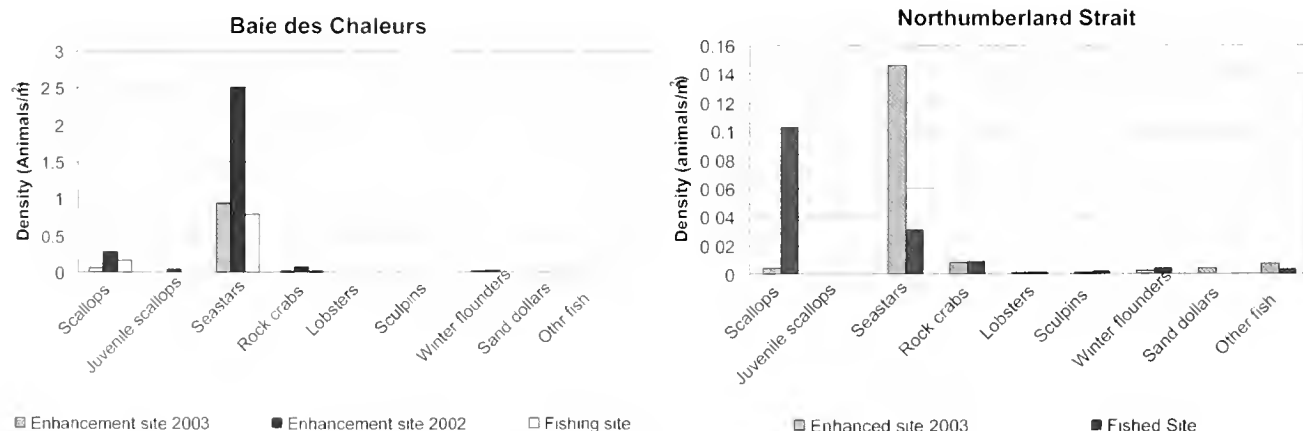 Baie des Chaleurs
Density (Animals/m²)
3
2 5
2
1.5
1
0.5
0
Scallops
Juvenile scallops
Seastars
Rock crabs
Lobsters
Sculpins
Winter flounders
Sand dollars
Othr fish
Enhancement site 2003 Enhancement site 2002 Fishing site
Northumberland Strait
Density (animals/m²)
0.16
0.14
0.12
0.1
0 08
0 06
0 04
0 02
0
Scallops
Juvenile scallops
Seastars
Rock crabs
Lobsters
Sculpins
Winter flounders
Sand dollars
Other fish
Enhanced site 2003 Fished Site